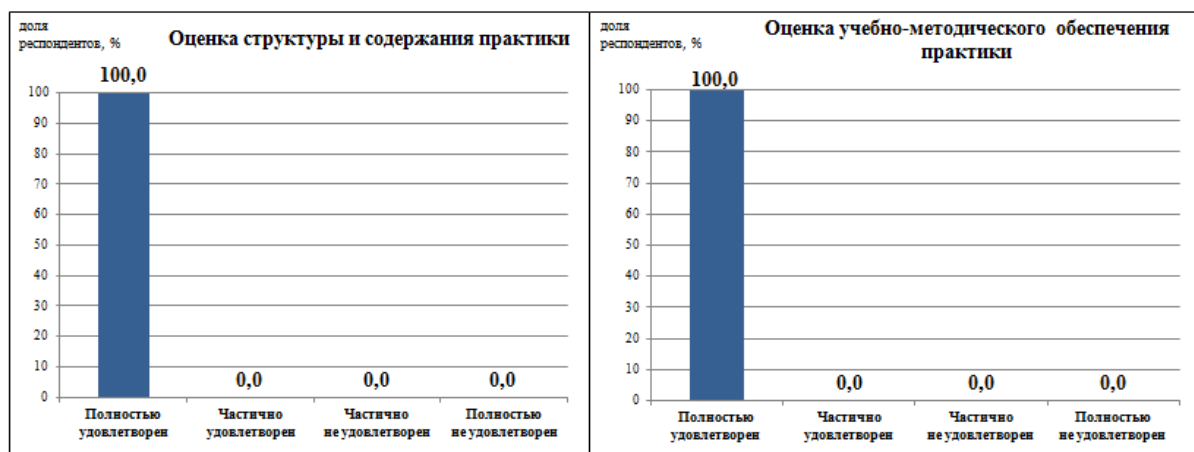 доля
респондентов, %
Оценка структуры и содержания практики
100,0
100
90
80
70
60
50
40
30
20
10
0
0,0
0,0
0,0
Полностью
удовлетворен
Частично
удовлетворен
Частично
не удовлетворен
Полностью
не удовлетворен
доля
респондентов, %
Оценка учебно-методического обеспечения
практики
100,0
100
90
80
70
60
50
40
30
20
10
0
0,0
0,0
0,0
Полностью
удовлетворен
Частично
удовлетворен
Частично
не удовлетворен
Полностью
не удовлетворен